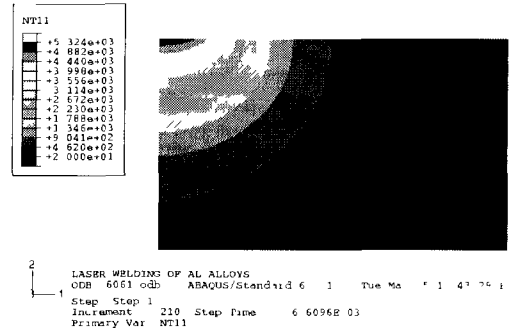 NT11
+5 324e+03
+4 882e+03
+4 440e+03
+3 998e+03
+3 556e+03
3 114e+03
+2 672e+03
+2 230e+03
+1 788e+03
+1 346e+03
+9 041e+02
+4 620e+02
+2 000e+01
2
1
LASER WELDING OF AL ALLOYS
ODB 6061 odb ABAQUS/Standard 6 1 Tue 1
Step Step 1
Increment 210 Step Time 6 6096E 03
Primary Var NT11